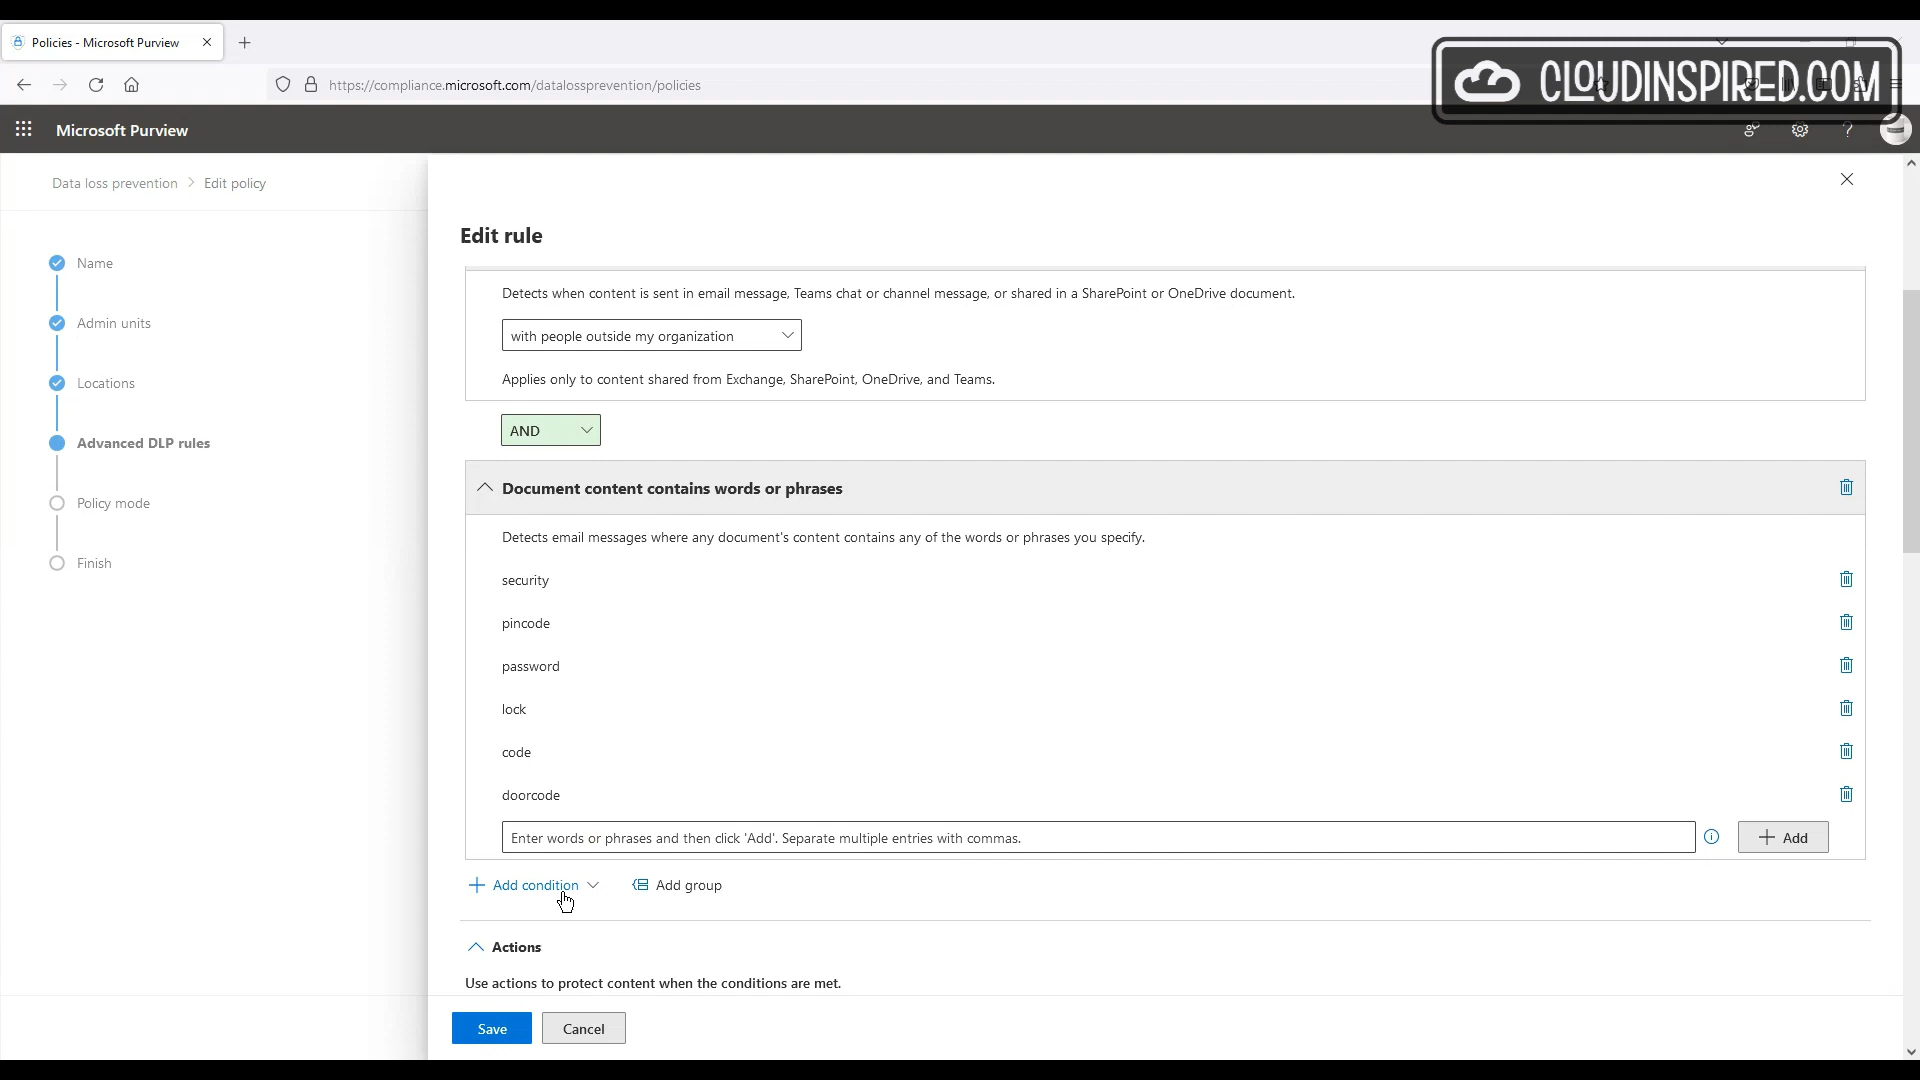 Policies - Microsoft Purview
https://compliance.microsoft.com/datalossprevention/policies
CLOUDINSPIRED.COM
Microsoft Purview
Data loss prevention > Edit policy
Name
Admin units
Locations
Advanced DLP rules
Policy mode
Finish
Edit rule
Detects when content is sent in email message, Teams chat or channel message, or shared in a SharePoint or OneDrive document.
with people outside my organization
Applies only to content shared from Exchange, SharePoint, OneDrive, and Teams.
AND
Document content contains words or phrases
Detects email messages where any document's content contains any of the words or phrases you specify.
security
pincode
password
lock
code
doorcode
Enter words or phrases and then click 'Add'. Separate multiple entries with commas.
Add
Add condition
Add group
Actions
Use actions to protect content when the conditions are met.
Save
Cancel